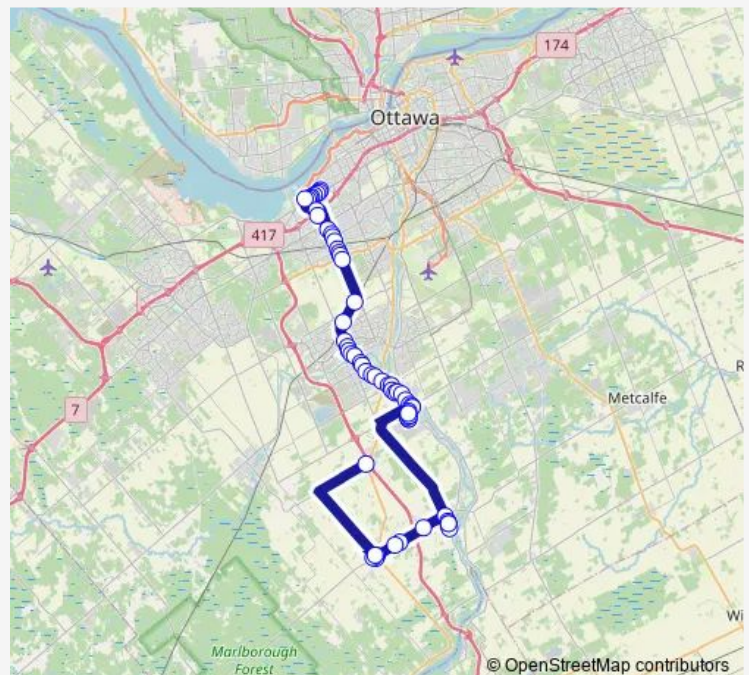 174
Ottawa
417
7
Metcalfe
R
Wi
Marlborough
Forest
© OpenStreetMap contributors